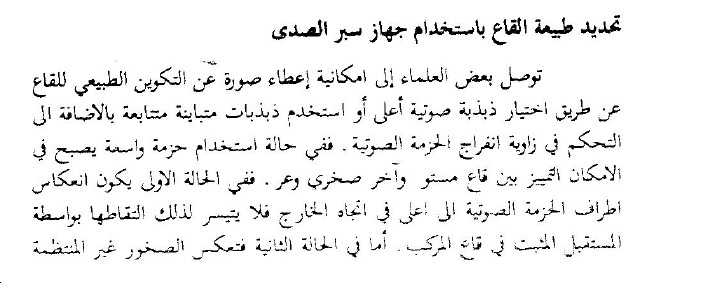 تحديد طبيعة القاع باستخدام جهاز سبر الصدى
توصل بعض العلماء إلى امكانية إعطاء صورة عن التكوين الطبيعي للقاع
عن طريق اختيار ذبذبة صوتية أعلى أو استخدم ذبذبات متباينة متتابعة بالاضافة الى
التحكم في زاوية انفراج الحزمة الصوتية . ففي حالة استخدام حزمة واسعة يصبح في
الامكان التمييز بين قاع مستو وآخر صخري وعر . ففي الحالة الاولى يكون انعكاس
اطراف الحزمة الصوتية الى اعلى في اتجاه الخارج فلا يتيسر لذلك التقاطها بواسطة
المستقبل المثبت في قاع المركب . أما في الحالة الثانية فتعكس الصخور غير المنتظمة